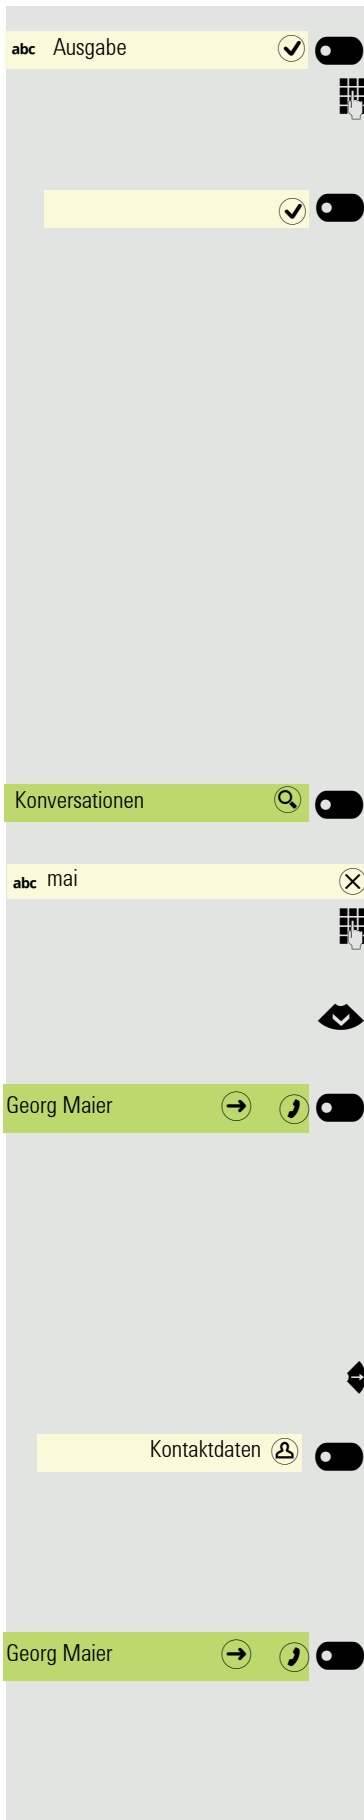 abc Ausgabe
Konversationen
abc mai
Georg Maier
Kontaktdaten
Georg Maier